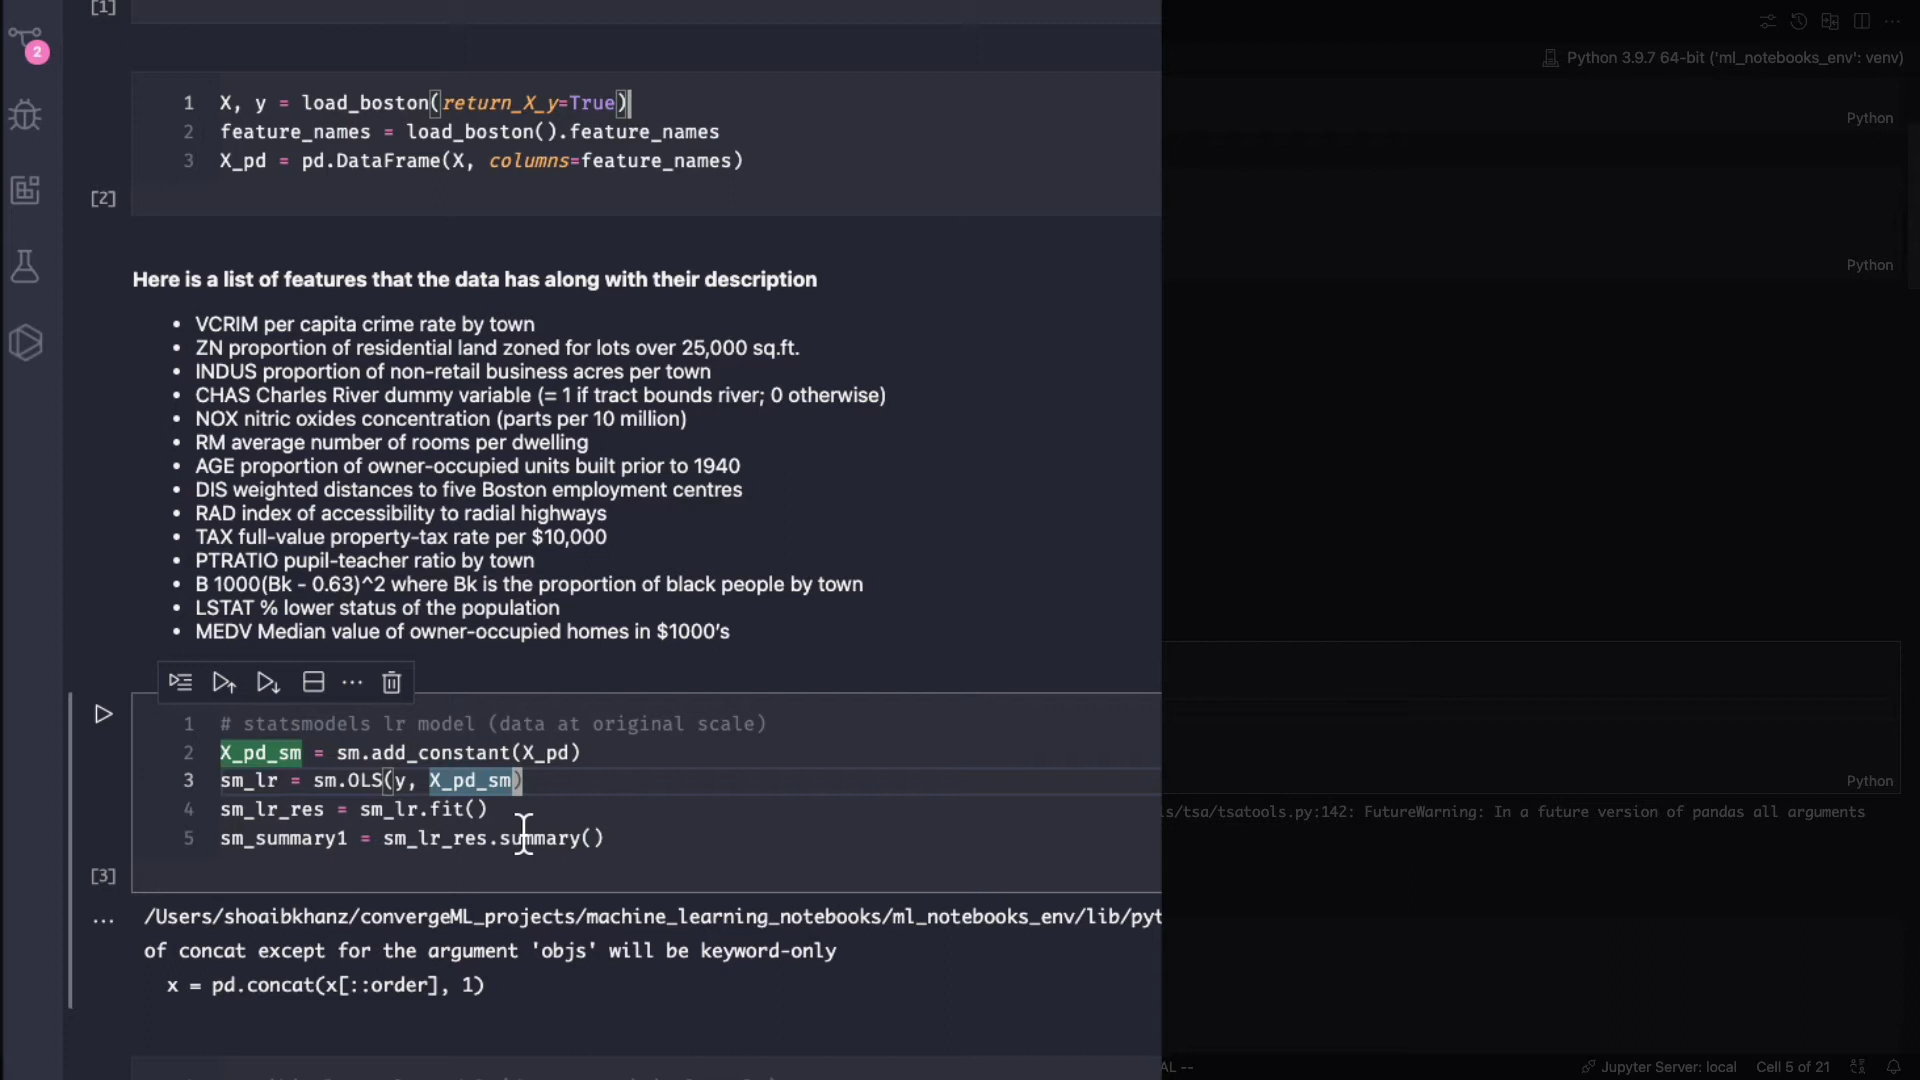 [1]
2
Python 3.9.7 64-bit ('ml_notebooks_env': venv)
Python
1 X, y = load_boston(return_X_y=True)
2 feature_names = load_boston().feature_names
3 X_pd = pd.DataFrame(X, columns=feature_names)
[2]
Python
Here is a list of features that the data has along with their description
• VCRIM per capita crime rate by town
• ZN proportion of residential land zoned for lots over 25,000 sq.ft.
• INDUS proportion of non-retail business acres per town
• CHAS Charles River dummy variable (= 1 if tract bounds river; 0 otherwise)
• NOX nitric oxides concentration (parts per 10 million)
• RM average number of rooms per dwelling
• AGE proportion of owner-occupied units built prior to 1940
• DIS weighted distances to five Boston employment centres
• RAD index of accessibility to radial highways
• TAX full-value property-tax rate per $10,000
• PTRATIO pupil-teacher ratio by town
• B 1000(Bk - 0.63)^2 where Bk is the proportion of black people by town
• LSTAT % lower status of the population
• MEDV Median value of owner-occupied homes in $1000's
1 # statsmodels lr model (data at original scale)
2 X_pd_sm = sm.add_constant(X_pd)
3 sm_lr = sm.OLS(y, X_pd_sm)
4 sm_lr_res = sm_lr.fit()
5 sm_summary1 = sm_lr_res.summary()
[3]
Python
... /Users/shoaibkhanz/convergeML_projects/machine_learning_notebooks/ml_notebooks_env/lib/pyt
s/tsa/tsatools.py:142: FutureWarning: In a future version of pandas all arguments
of concat except for the argument 'objs' will be keyword-only
x = pd.concat(x[::order], 1)
AL --
Jupyter Server: local
Cell 5 of 21